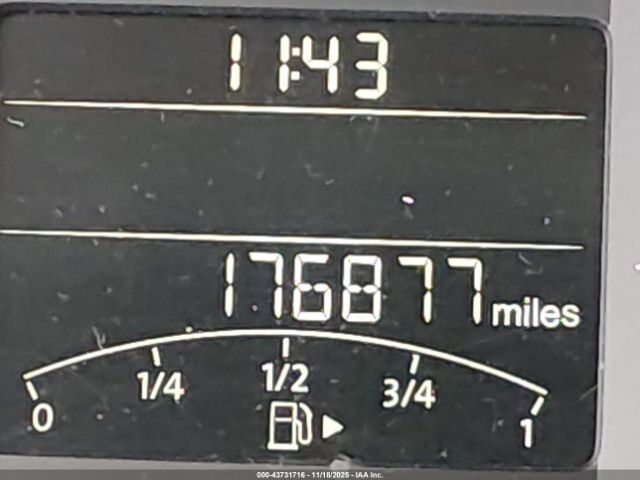 11:43
176877 miles
0 1/4 1/2 3/4 1
000-43731716 - 11/18/2025 - IAA Inc.